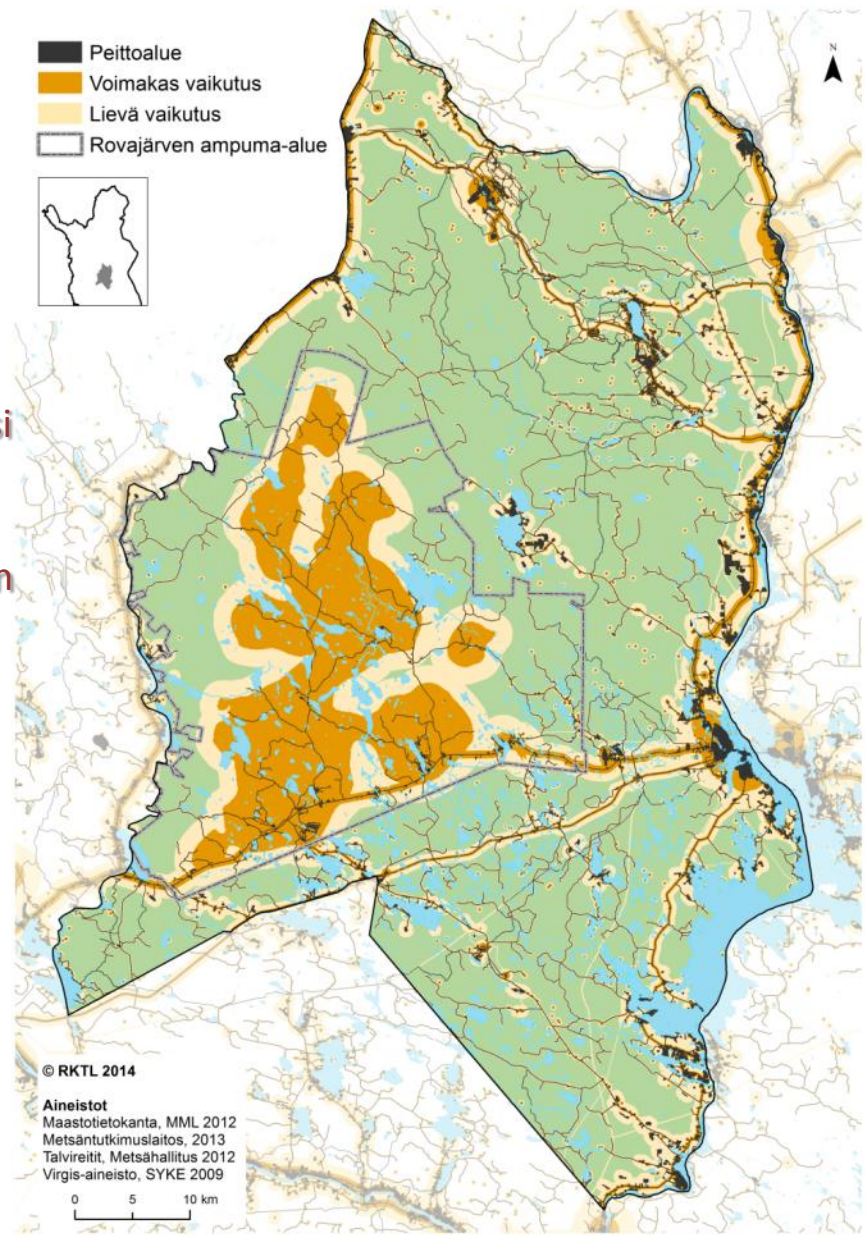 Peittoalue
Voimakas vaikutus
Lievä vaikutus
Rovajärven ampuma-alue
N
si
n
© RKTL 2014
Aineistot
Maastotietokanta, MML 2012
Metsäntutkimuslaitos, 2013
Talvireitit, Metsähallitus 2012
Virgis-aineisto, SYKE 2009
0 5 10 km